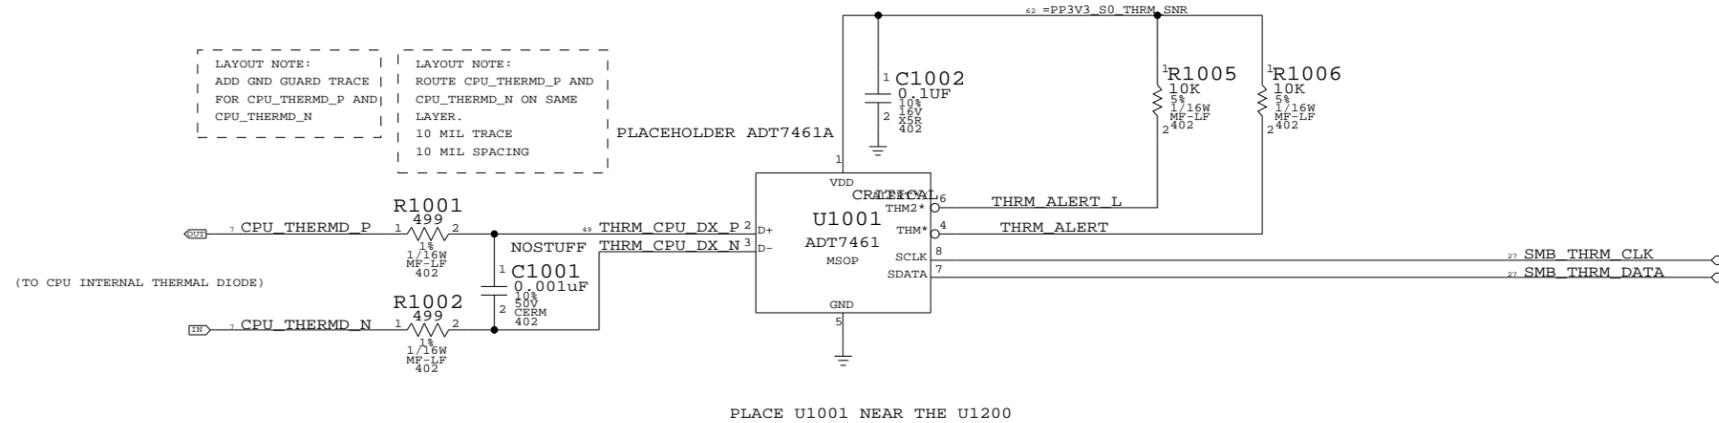 62 =PP3V3_S0_THRM_SNR
LAYOUT NOTE:
ADD GND GUARD TRACE
FOR CPU_THERMD_P AND
CPU_THERMD_N
LAYOUT NOTE:
ROUTE CPU_THERMD_P AND
CPU_THERMD_N ON SAME
LAYER.
10 MIL TRACE
10 MIL SPACING
PLACEHOLDER ADT7461A
1
C1002
0.1UF
10%
16V
X5R
402
2
1
R1005
10K
5%
1/16W
MF-LF
402
2
1
R1006
10K
5%
1/16W
MF-LF
402
2
1
VDD
CRITICAL
6
THM2*
THRM_ALERT_L
U1001
ADT7461
MSOP
4
THM*
THRM_ALERT
8
SCLK
27 SMB_THRM_CLK
7
SDATA
27 SMB_THRM_DATA
GND
5
R1001
499
OUT
7 CPU_THERMD_P
1
2
1%
1/16W
MF-LF
402
49 THRM_CPU_DX_P 2 D+
NOSTUFF
THRM_CPU_DX_N 3 D-
1
C1001
0.001uF
10%
50V
CERM
402
2
(TO CPU INTERNAL THERMAL DIODE)
R1002
499
IN
7 CPU_THERMD_N
1
2
1%
1/16W
MF-LF
402
PLACE U1001 NEAR THE U1200